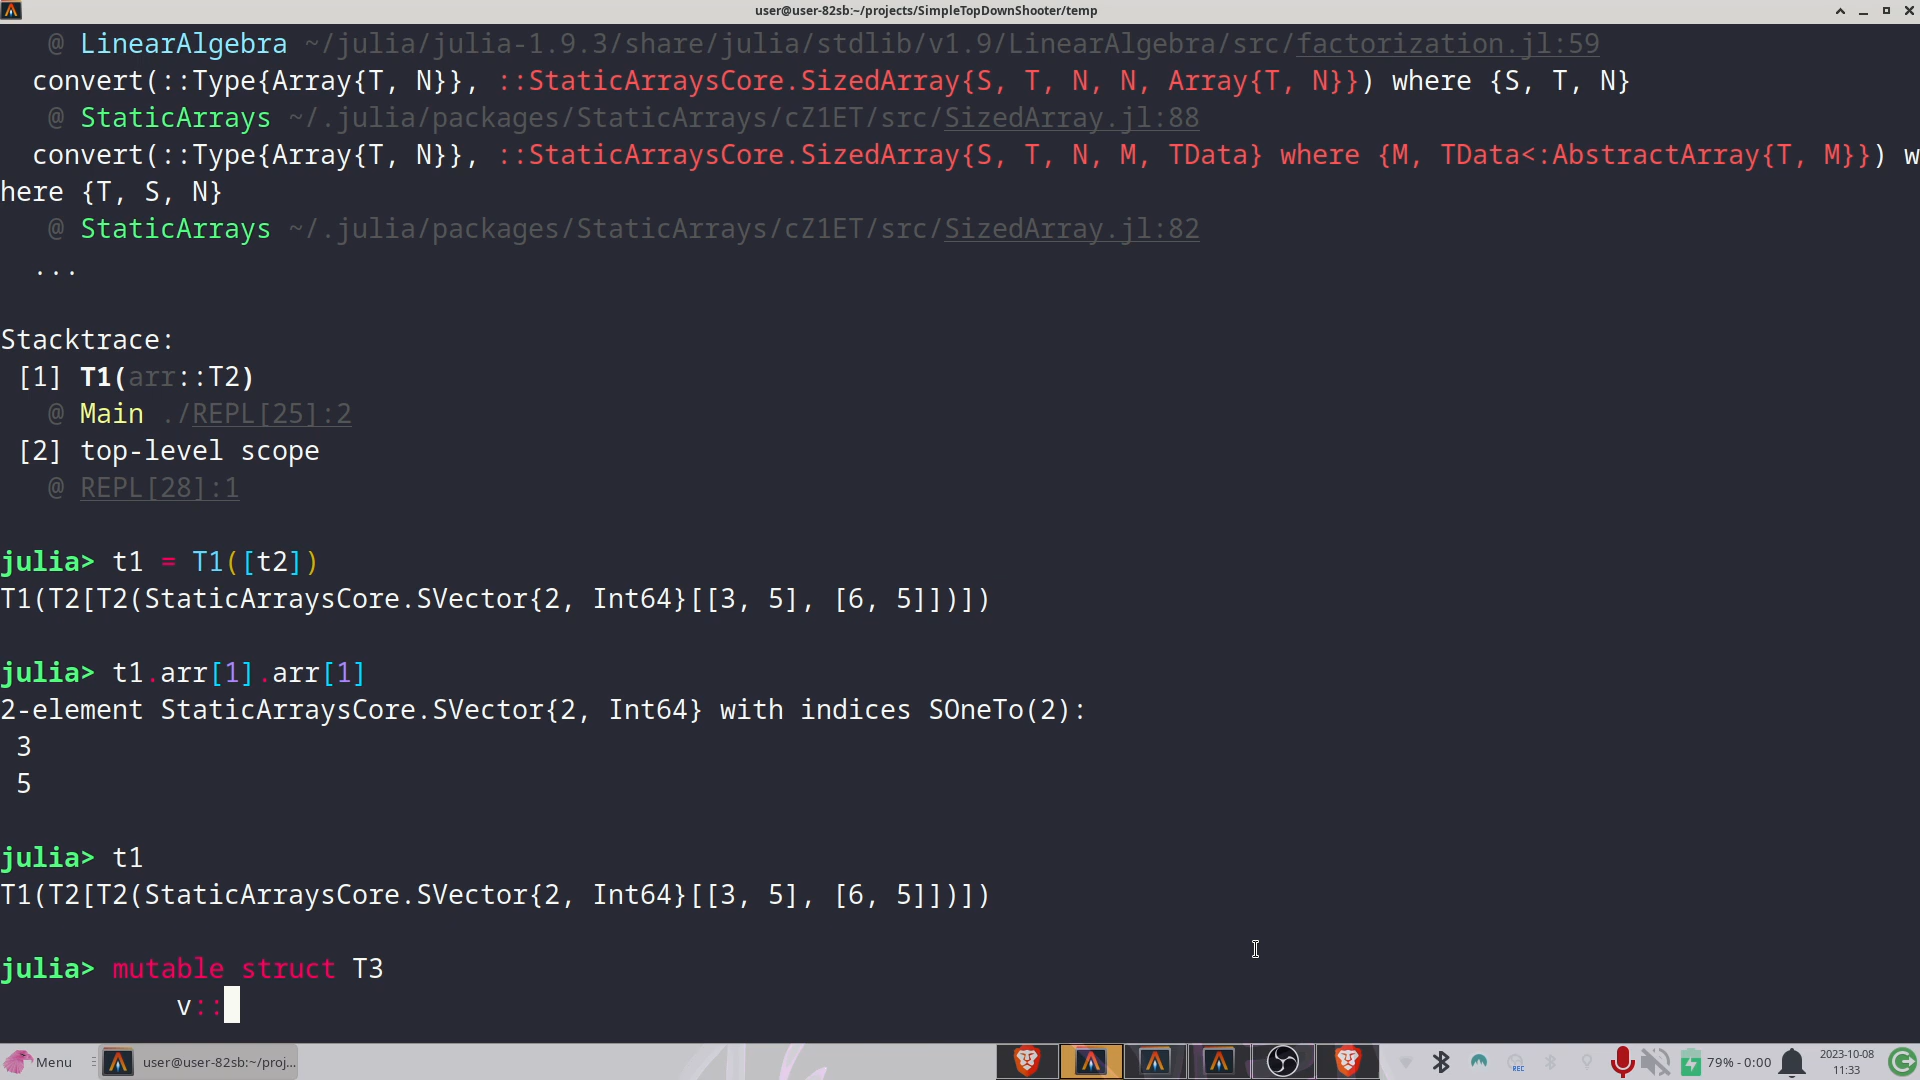 user@user-82sb:~/projects/SimpleTopDownShooter/temp
@ LinearAlgebra ~/julia/julia-1.9.3/share/julia/stdlib/v1.9/LinearAlgebra/src/factorization.jl:59
convert(::Type{Array{T, N}}, ::StaticArraysCore.SizedArray{S, T, N, N, Array{T, N}}) where {S, T, N}
@ StaticArrays ~/.julia/packages/StaticArrays/cZ1ET/src/SizedArray.jl:88
convert(::Type{Array{T, N}}, ::StaticArraysCore.SizedArray{S, T, N, M, TData} where {M, TData<:AbstractArray{T, M}}) w
here {T, S, N}
@ StaticArrays ~/.julia/packages/StaticArrays/cZ1ET/src/SizedArray.jl:82
...
Stacktrace:
[1] T1(arr::T2)
@ Main ./REPL[25]:2
[2] top-level scope
@ REPL[28]:1
julia> t1 = T1([t2])
T1(T2[T2(StaticArraysCore.SVector{2, Int64}[[3, 5], [6, 5]])])
julia> t1.arr[1].arr[1]
2-element StaticArraysCore.SVector{2, Int64} with indices SOneTo(2):
3
5
julia> t1
T1(T2[T2(StaticArraysCore.SVector{2, Int64}[[3, 5], [6, 5]])])
julia> mutable struct T3
v::
Menu user@user-82sb:~/proj... REC 79% - 0:00 2023-10-08
11:33